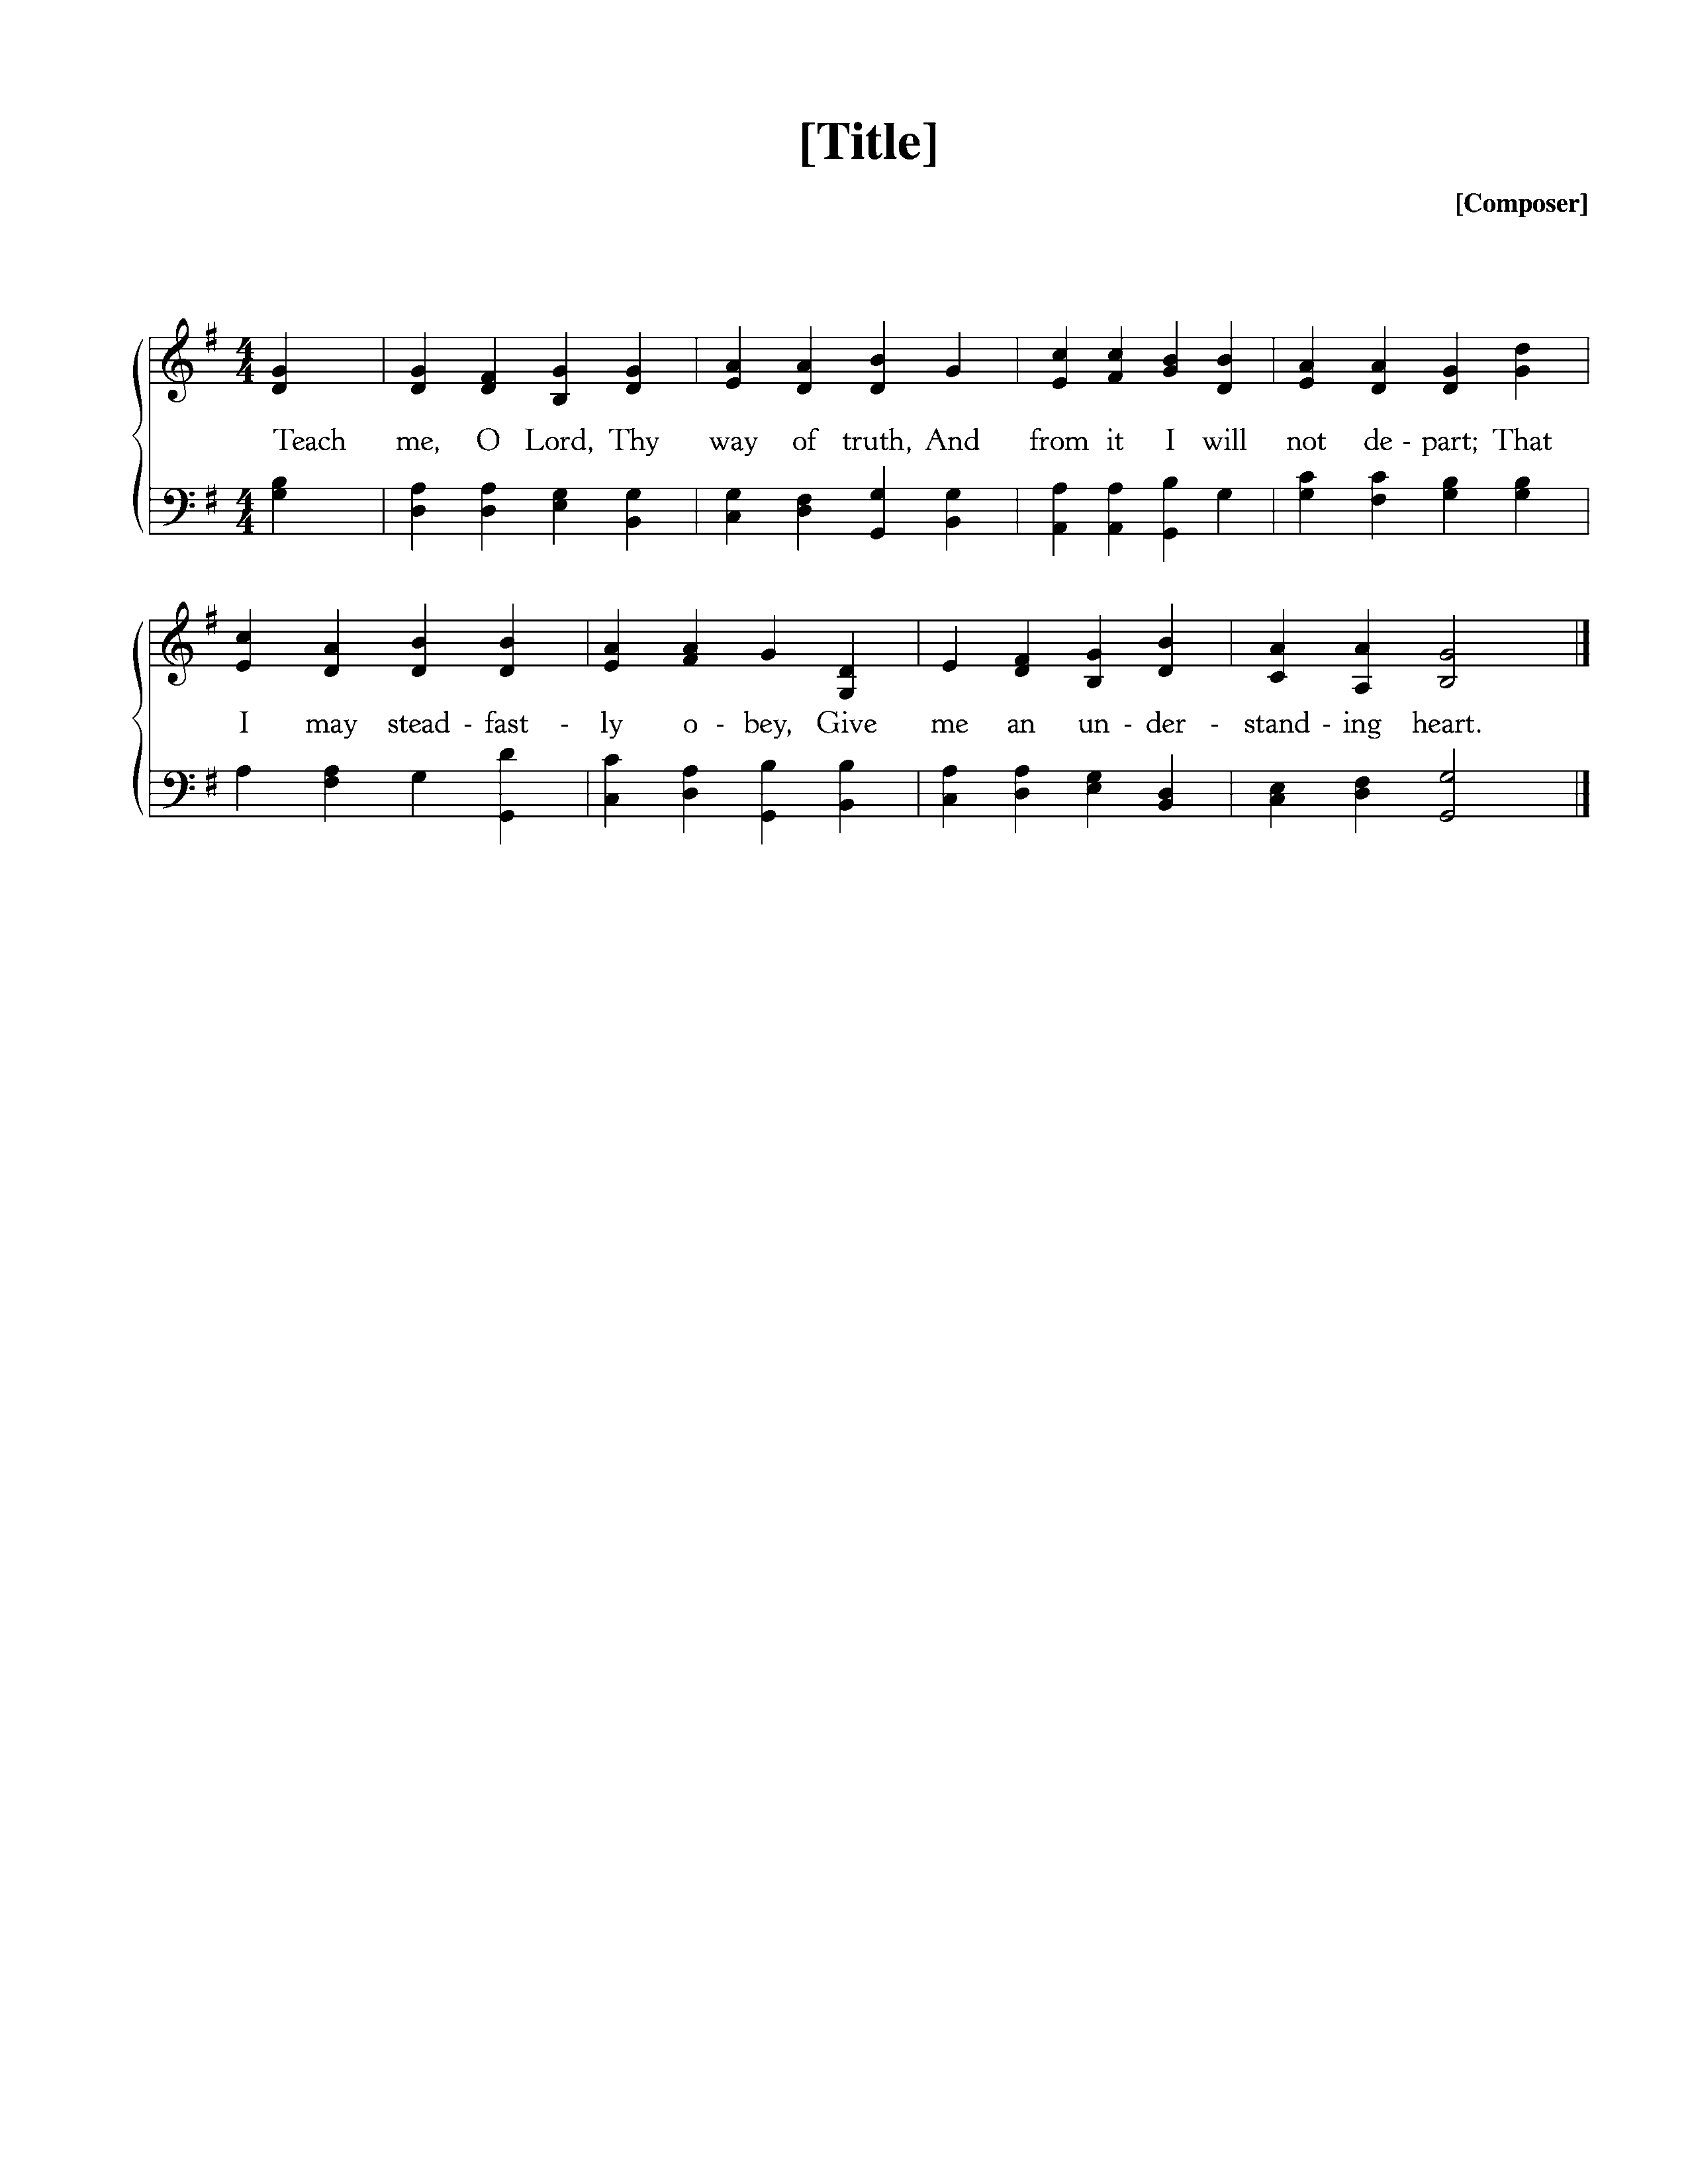 [Title]
[Composer]
Teach me, O Lord, Thy way of truth, And from it I will not de - part; That
I may stead - fast - ly o - bey, Give me an un - der - stand - ing heart.